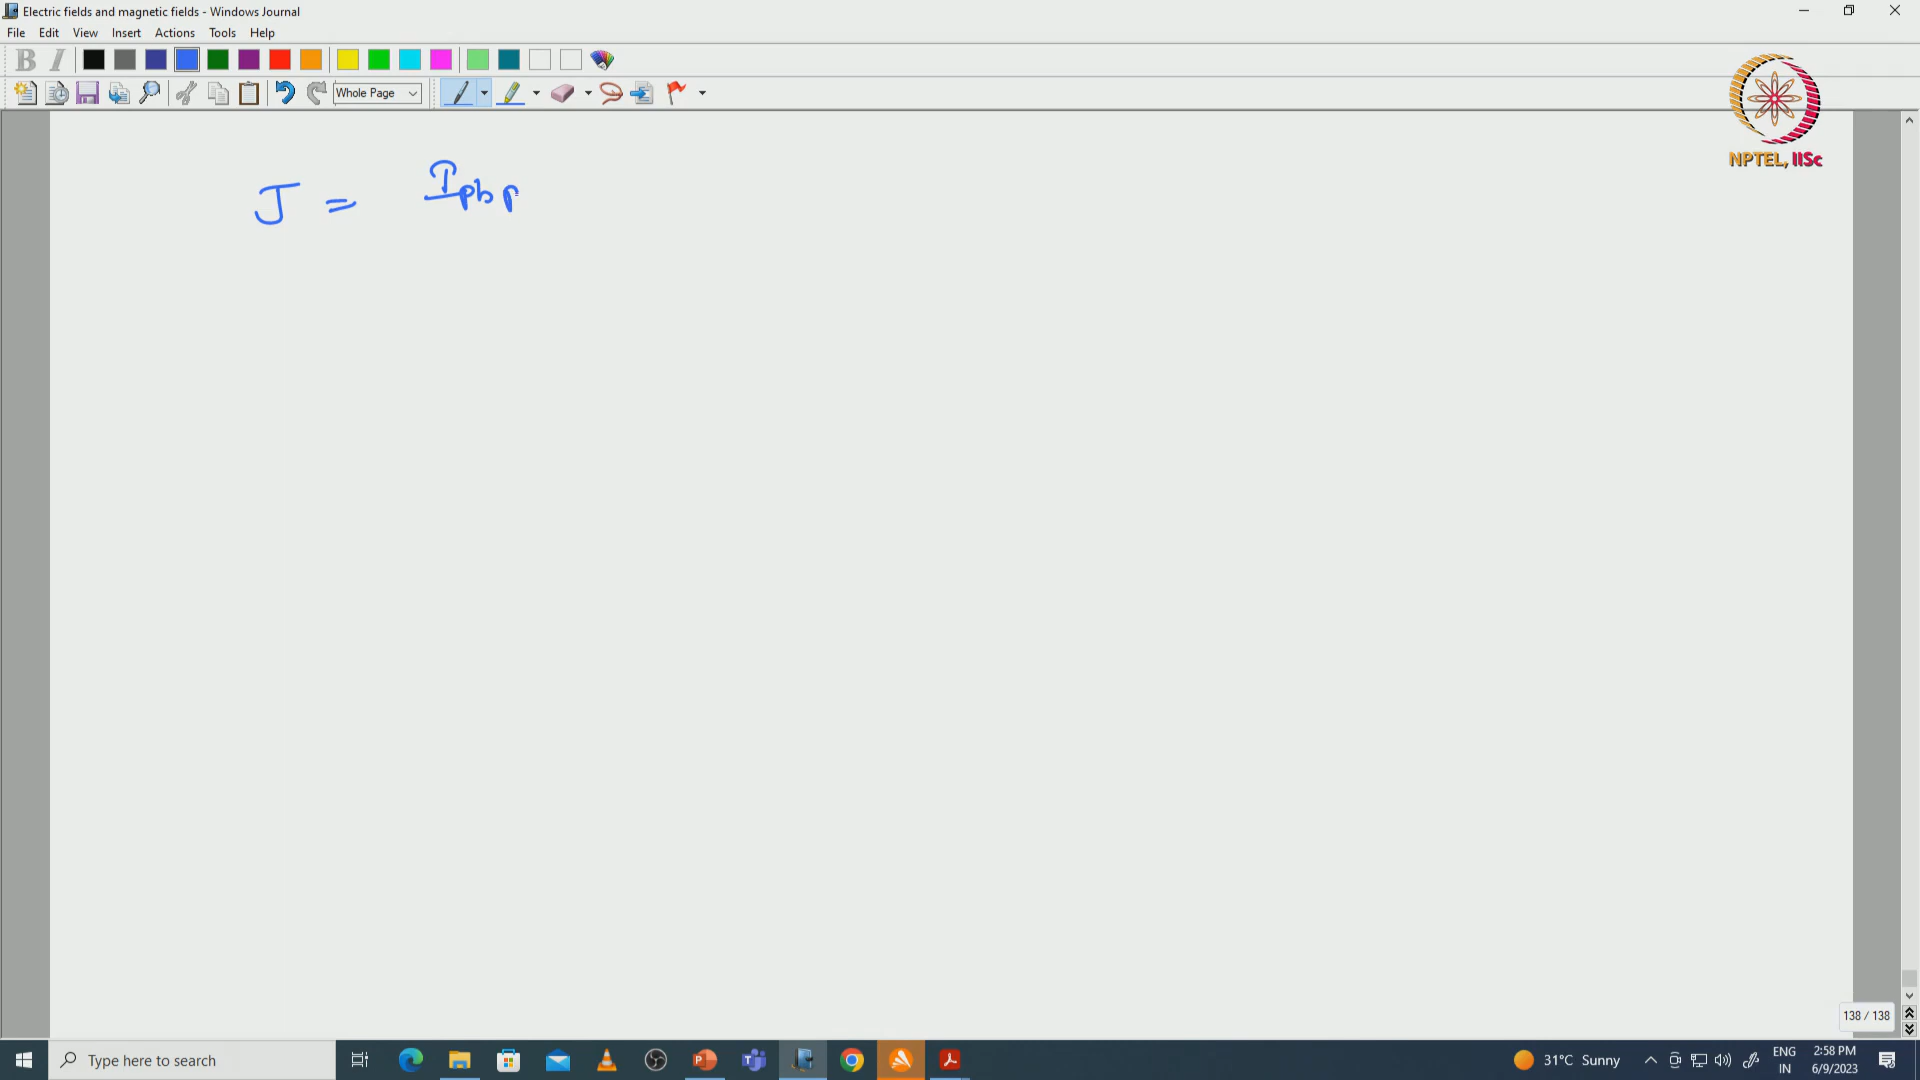 Electric fields and magnetic fields - Windows Journal
File Edit View Insert Actions Tools Help
B I
Whole Page
NPTEL, IISc
J = I pbp
138 / 138
Type here to search
31°C Sunny
ENG
IN
2:58 PM
6/9/2023